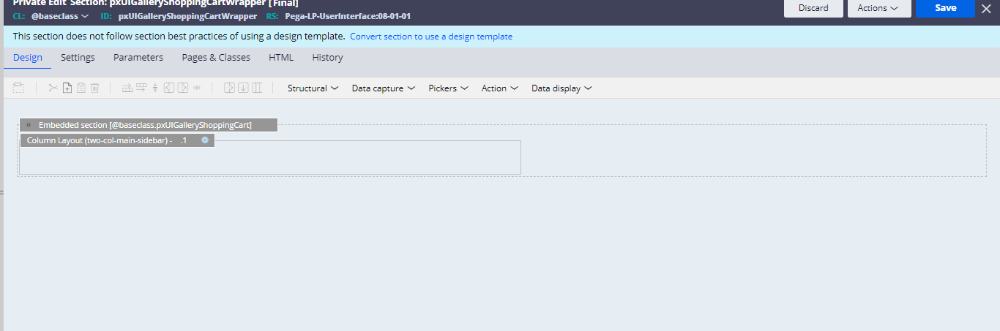 Private Edit Section: pxUIGalleryShoppingCartWrapper [Final]
CL: @baseclass ID: pxUIGalleryShoppingCartWrapper RS: Pega-LP-UserInterface:08-01-01
Discard Actions Save
This section does not follow section best practices of using a design template. Convert section to use a design template
Design Settings Parameters Pages & Classes HTML History
Structural Data capture Pickers Action Data display
Embedded section [@baseclass.pxUIGalleryShoppingCart]
Column Layout (two-col-main-sidebar) - .1